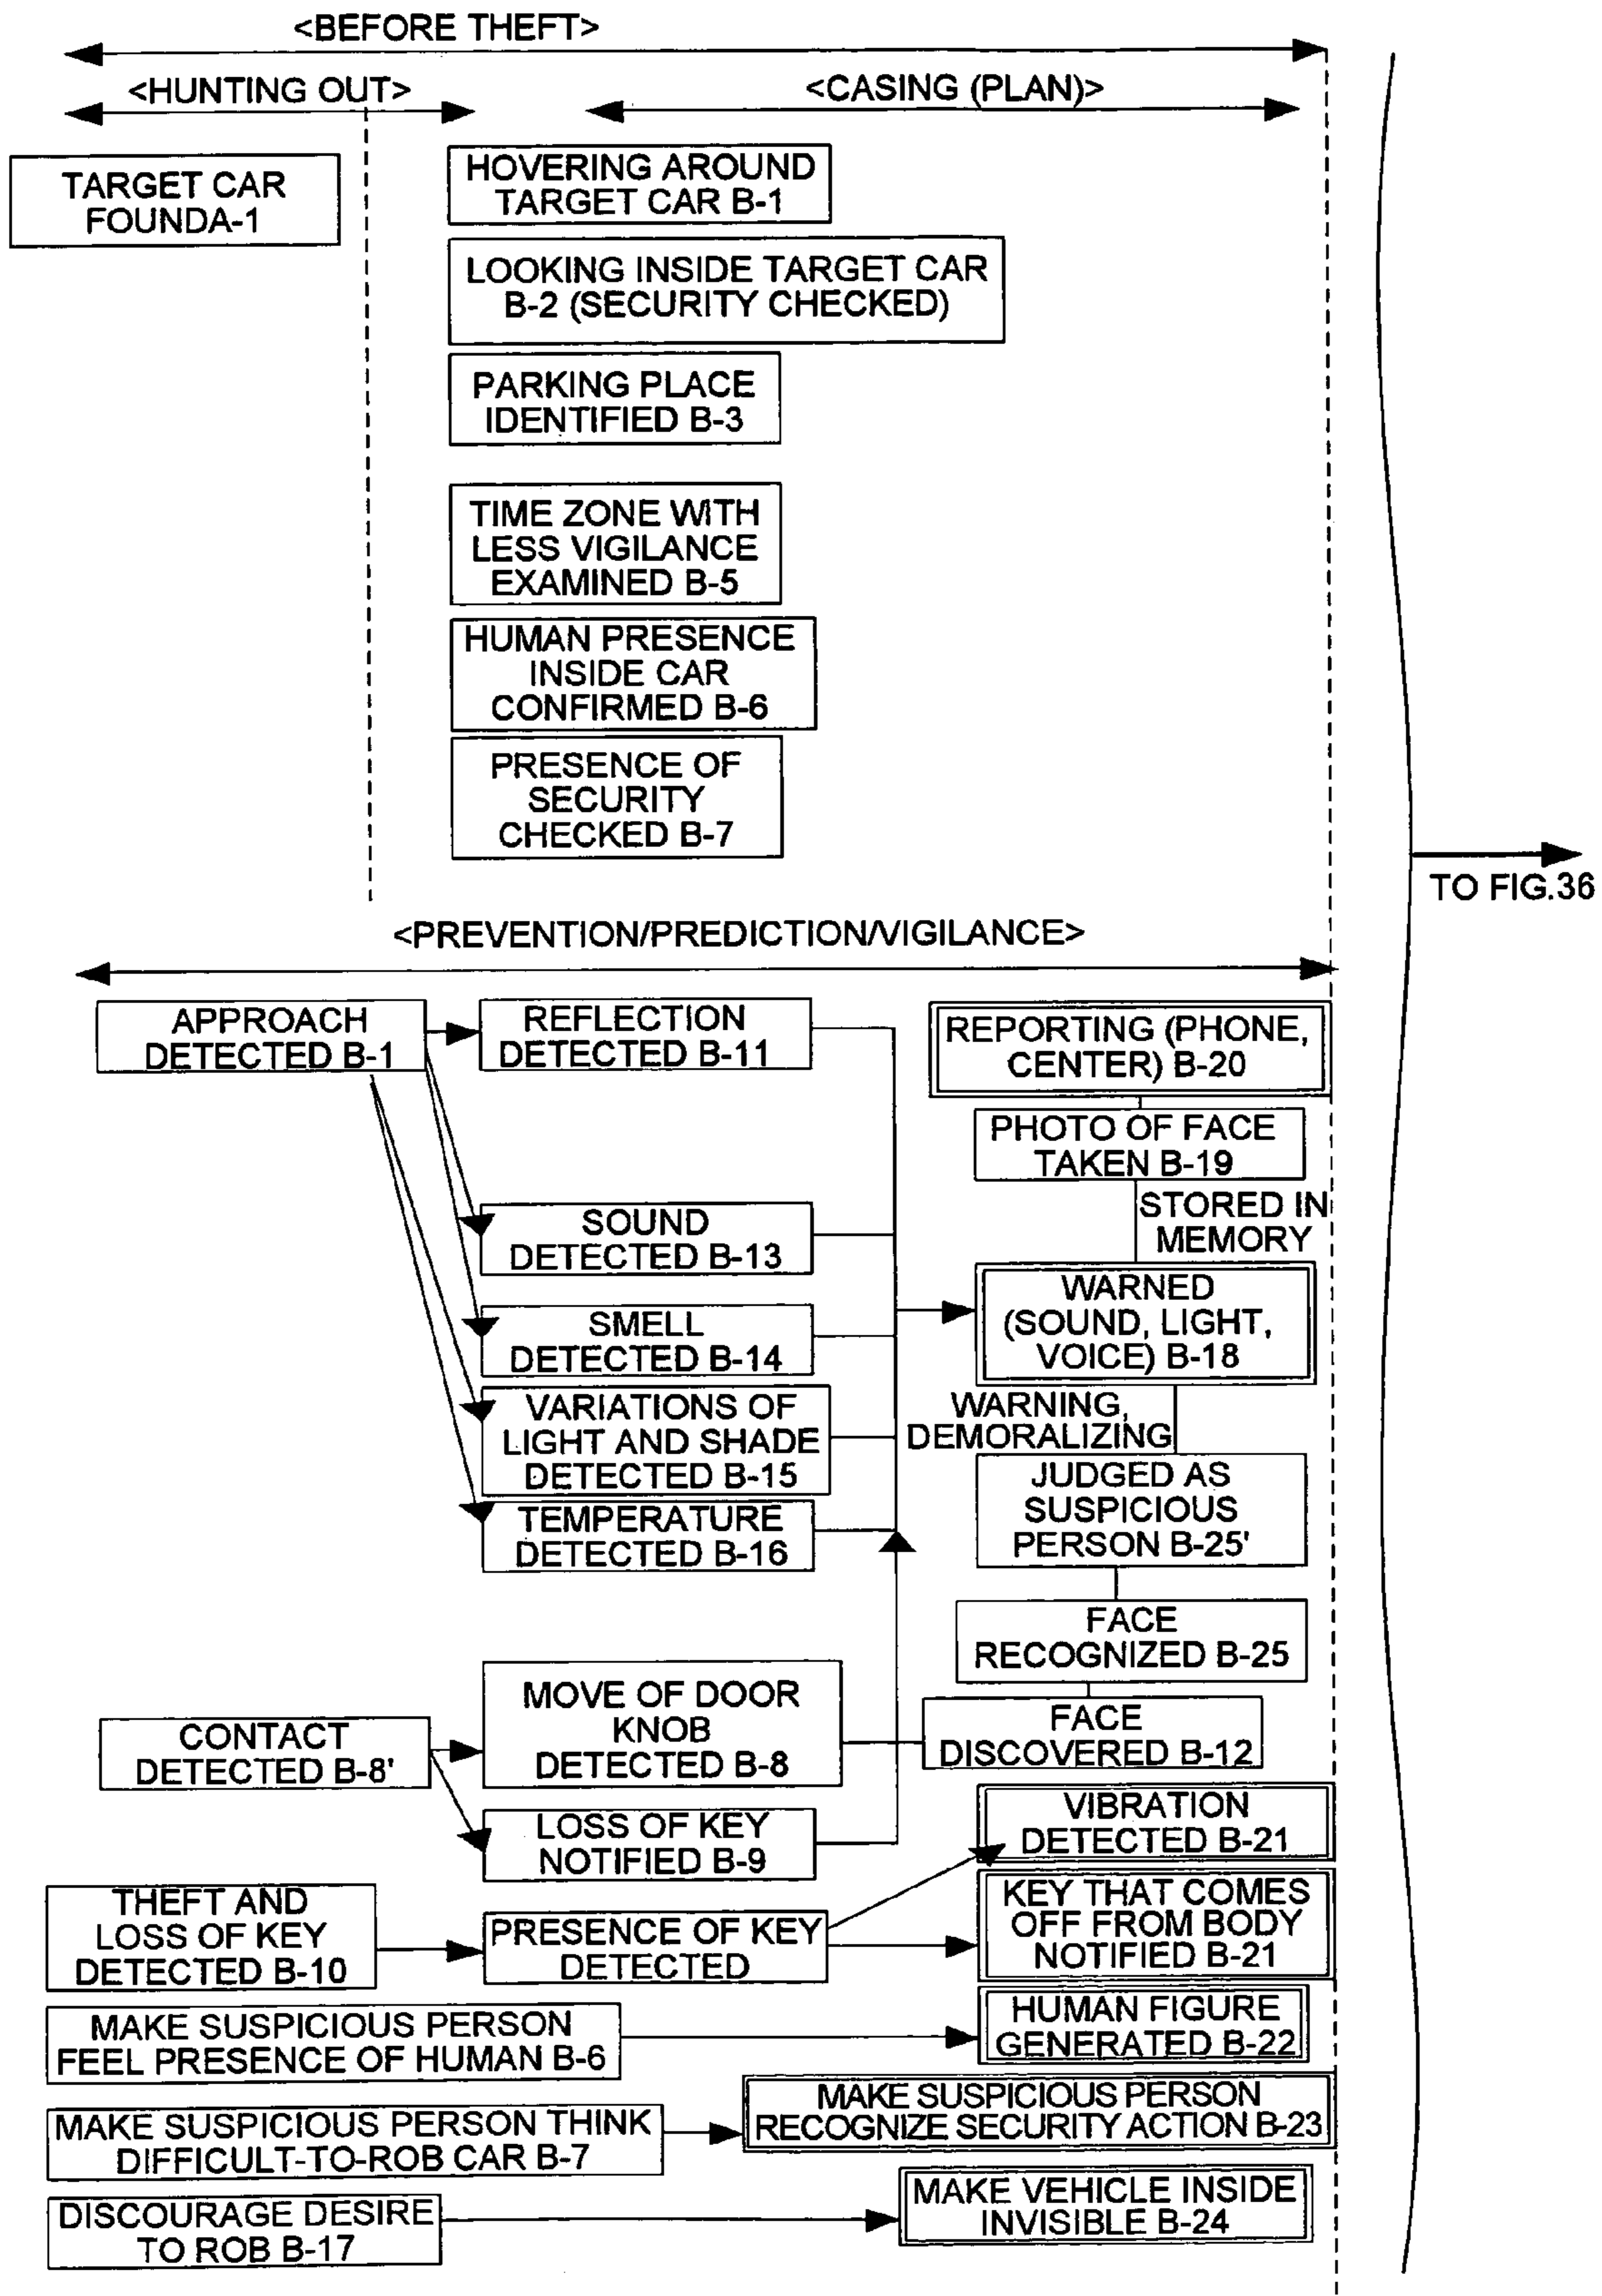 <BEFORE THEFT>
<HUNTING OUT>
<CASING (PLAN)>
TARGET CAR
FOUNDA-1
HOVERING AROUND
TARGET CAR B-1
LOOKING INSIDE TARGET CAR
B-2 (SECURITY CHECKED)
PARKING PLACE
IDENTIFIED B-3
TIME ZONE WITH
LESS VIGILANCE
EXAMINED B-5
HUMAN PRESENCE
INSIDE CAR
CONFIRMED B-6
PRESENCE OF
SECURITY
CHECKED B-7
TO FIG.36
<PREVENTION/PREDICTION/VIGILANCE>
APPROACH
DETECTED B-1
REFLECTION
DETECTED B-11
REPORTING (PHONE,
CENTER) B-20
PHOTO OF FACE
TAKEN B-19
STORED IN
MEMORY
SOUND
DETECTED B-13
WARNED
(SOUND, LIGHT,
VOICE) B-18
SMELL
DETECTED B-14
VARIATIONS OF
LIGHT AND SHADE
DETECTED B-15
WARNING,
DEMORALIZING
JUDGED AS
SUSPICIOUS
PERSON B-25'
TEMPERATURE
DETECTED B-16
FACE
RECOGNIZED B-25
MOVE OF DOOR
KNOB
DETECTED B-8
FACE
DISCOVERED B-12
CONTACT
DETECTED B-8'
VIBRATION
DETECTED B-21
LOSS OF KEY
NOTIFIED B-9
THEFT AND
LOSS OF KEY
DETECTED B-10
PRESENCE OF KEY
DETECTED
KEY THAT COMES
OFF FROM BODY
NOTIFIED B-21
MAKE SUSPICIOUS PERSON
FEEL PRESENCE OF HUMAN B-6
HUMAN FIGURE
GENERATED B-22
MAKE SUSPICIOUS PERSON THINK
DIFFICULT-TO-ROB CAR B-7
MAKE SUSPICIOUS PERSON
RECOGNIZE SECURITY ACTION B-23
DISCOURAGE DESIRE
TO ROB B-17
MAKE VEHICLE INSIDE
INVISIBLE B-24